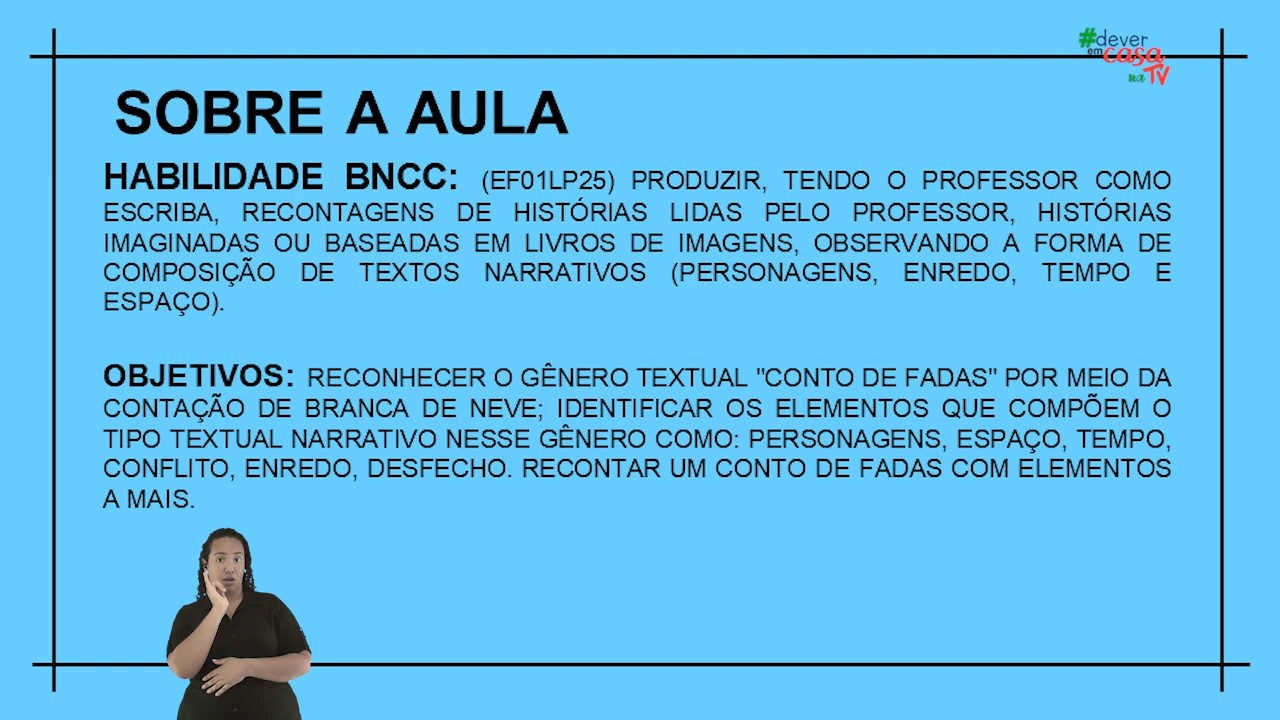 #dever
em casa
na TV
SOBRE A AULA
HABILIDADE BNCC: (EF01LP25) PRODUZIR, TENDO O PROFESSOR COMO
ESCRIBA, RECONTAGENS DE HISTÓRIAS LIDAS PELO PROFESSOR, HISTÓRIAS
IMAGINADAS OU BASEADAS EM LIVROS DE IMAGENS, OBSERVANDO A FORMA DE
COMPOSIÇÃO DE TEXTOS NARRATIVOS (PERSONAGENS, ENREDO, TEMPO E
ESPAÇO).
OBJETIVOS: RECONHECER O GÊNERO TEXTUAL "CONTO DE FADAS" POR MEIO DA
CONTAÇÃO DE BRANCA DE NEVE; IDENTIFICAR OS ELEMENTOS QUE COMPÕEM O
TIPO TEXTUAL NARRATIVO NESSE GÊNERO COMO: PERSONAGENS, ESPAÇO, TEMPO,
CONFLITO, ENREDO, DESFECHO. RECONTAR UM CONTO DE FADAS COM ELEMENTOS
A MAIS.